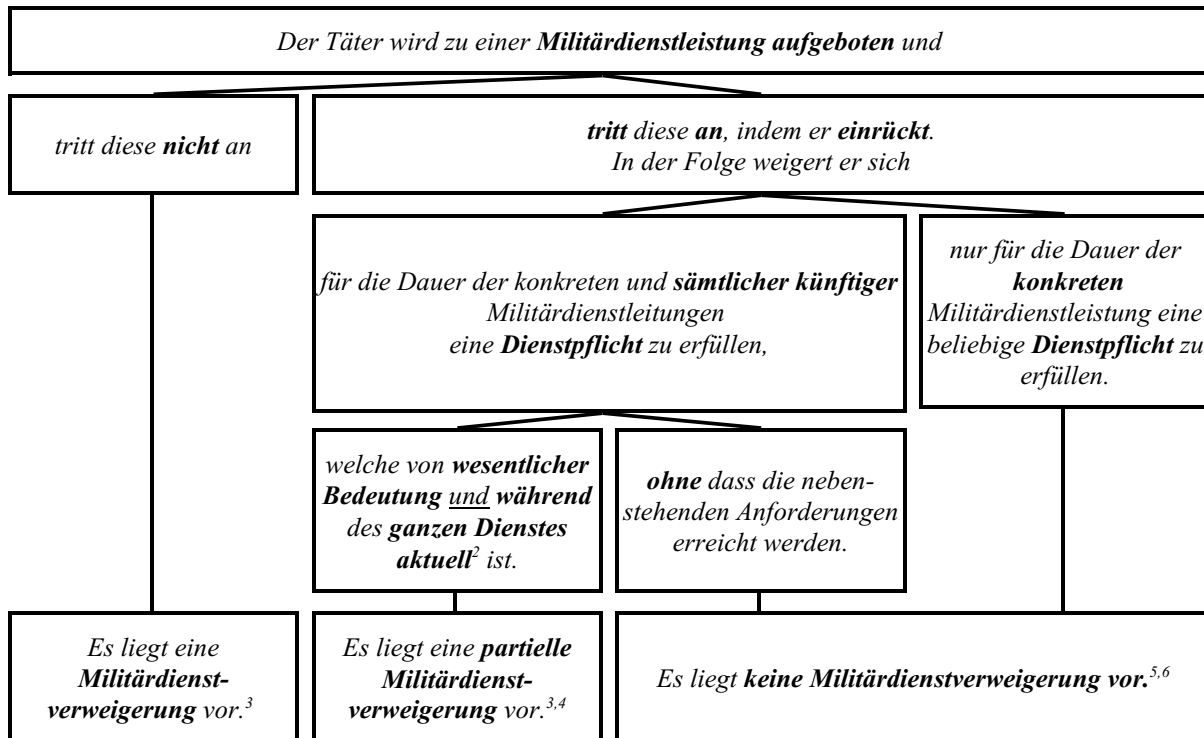 Der Täter wird zu einer Militärdienstleistung aufgeboten und
tritt diese nicht an
tritt diese an, indem er einrückt.
In der Folge weigert er sich
für die Dauer der konkreten und sämtlicher künftiger
Militärdienstleitungen
eine Dienstpflicht zu erfüllen,
nur für die Dauer der
konkreten
Militärdienstleistung eine
beliebige Dienstpflicht zu
erfüllen.
welche von wesentlicher
Bedeutung und während
des ganzen Dienstes
aktuell² ist.
ohne dass die neben-
stehenden Anforderungen
erreicht werden.
Es liegt eine
Militärdienst-
verweigerung vor.³
Es liegt eine partielle
Militärdienst-
verweigerung vor.³,⁴
Es liegt keine Militärdienstverweigerung vor.⁵,⁶